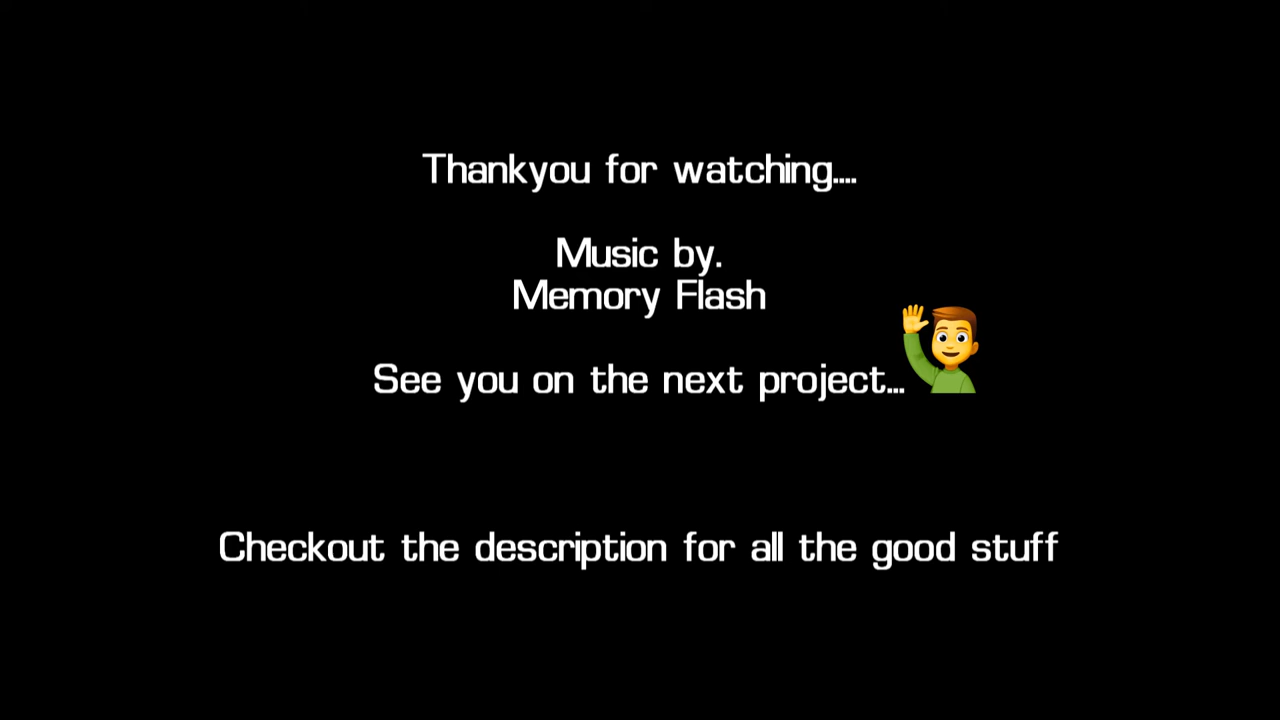 Thankyou for watching....
Music by.
Memory Flash
See you on the next project...
Checkout the description for all the good stuff